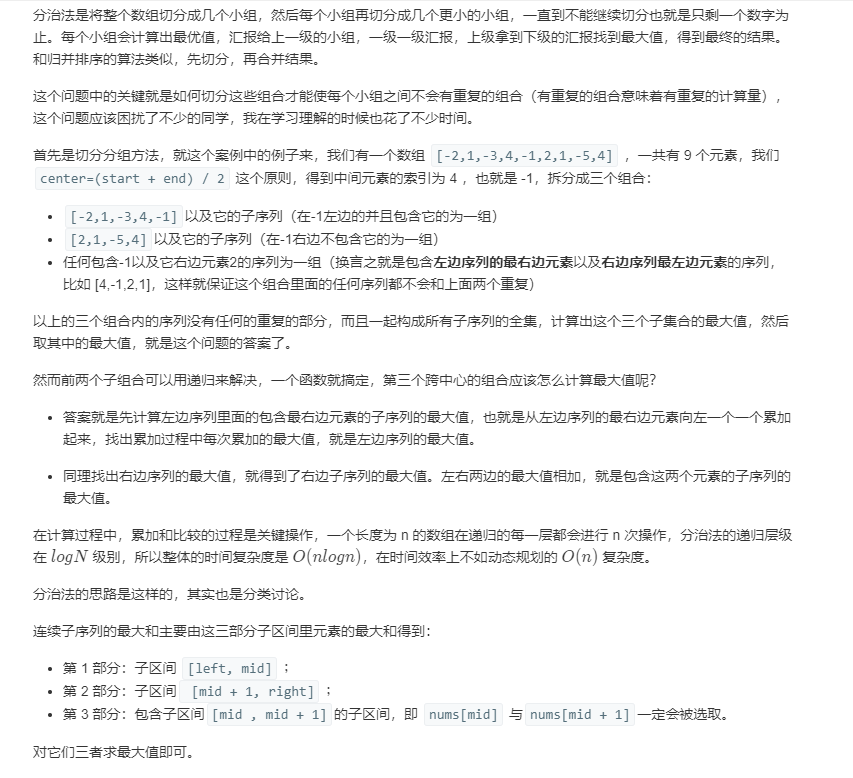 分治法是将整个数组切分成几个小组，然后每个小组再切分成几个更小的小组，一直到不能继续切分也就是只剩一个数字为
止。每个小组会计算出最优值，汇报给上一级的小组，一级一级汇报，上级拿到下级的汇报找到最大值，得到最终的结果。
和归并排序的算法类似，先切分，再合并结果。
这个问题中的关键就是如何切分这些组合才能使每个小组之间不会有重复的组合（有重复的组合意味着有重复的计算量），
这个问题应该困扰了不少的同学，我在学习理解的时候也花了不少时间。
首先是切分分组方法，就这个案例中的例子来，我们有一个数组 [-2,1,-3,4,-1,2,1,-5,4] ，一共有 9 个元素，我们
center=(start + end) / 2 这个原则，得到中间元素的索引为 4 ，也就是 -1，拆分成三个组合：
• [-2,1,-3,4,-1] 以及它的子序列（在-1左边的并且包含它的为一组）
• [2,1,-5,4] 以及它的子序列（在-1右边不包含它的为一组）
• 任何包含-1以及它右边元素2的序列为一组（换言之就是包含左边序列的最右边元素以及右边序列最左边元素的序列，
比如 [4,-1,2,1]，这样就保证这个组合里面的任何序列都不会和上面两个重复）
以上的三个组合内的序列没有任何的重复的部分，而且一起构成所有子序列的全集，计算出这个三个子集合的最大值，然后
取其中的最大值，就是这个问题的答案了。
然而前两个子组合可以用递归来解决，一个函数就搞定，第三个跨中心的组合应该怎么计算最大值呢？
• 答案就是先计算左边序列里面的包含最右边元素的子序列的最大值，也就是从左边序列的最右边元素向左一个一个累加
起来，找出累加过程中每次累加的最大值，就是左边序列的最大值。
• 同理找出右边序列的最大值，就得到了右边子序列的最大值。左右两边的最大值相加，就是包含这两个元素的子序列的
最大值。
在计算过程中，累加和比较的过程是关键操作，一个长度为 n 的数组在递归的每一层都会进行 n 次操作，分治法的递归层级
在 logN 级别，所以整体的时间复杂度是 O(nlogn)，在时间效率上不如动态规划的 O(n) 复杂度。
分治法的思路是这样的，其实也是分类讨论。
连续子序列的最大和主要由这三部分子区间里元素的最大和得到：
• 第 1 部分：子区间 [left, mid] ；
• 第 2 部分：子区间 [mid + 1, right] ；
• 第 3 部分：包含子区间 [mid , mid + 1] 的子区间，即 nums[mid] 与 nums[mid + 1] 一定会被选取。
对它们三者求最大值即可。